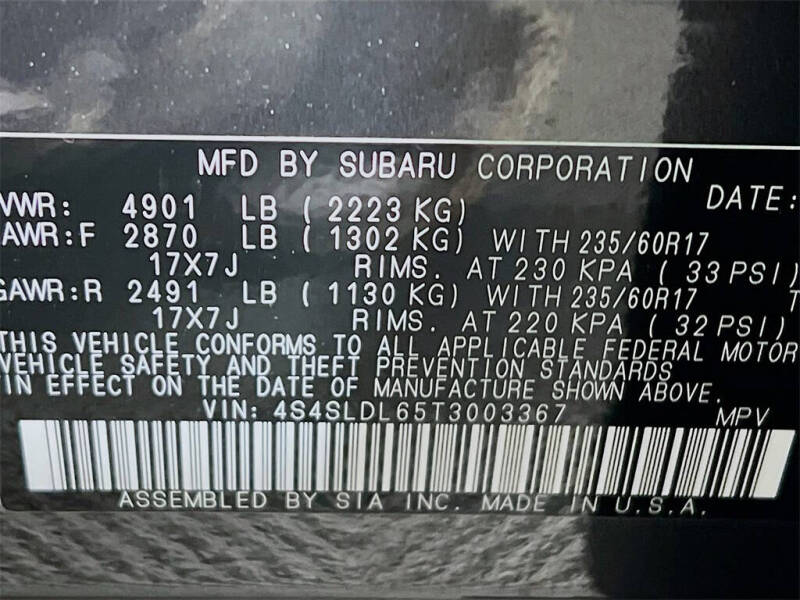 MFD BY SUBARU CORPORATION
VWR: 4901 LB ( 2223 KG) DATE:
AWR:F 2870 LB ( 1302 KG) WITH 235/60R17
17X7J RIMS. AT 230 KPA ( 33 PSI)
GAWR:R 2491 LB ( 1130 KG) WITH 235/60R17 T
17X7J RIMS. AT 220 KPA ( 32 PSI)
THIS VEHICLE CONFORMS TO ALL APPLICABLE FEDERAL MOTOR
VEHICLE SAFETY AND THEFT PREVENTION STANDARDS
IN EFFECT ON THE DATE OF MANUFACTURE SHOWN ABOVE.
VIN: 4S4SLDL65T3003367 MPV
ASSEMBLED BY SIA INC. MADE IN U.S.A.